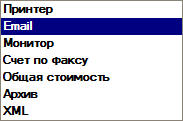 Принтер
Email
Монитор
Счет по факсу
Общая стоимость
Архив
XML